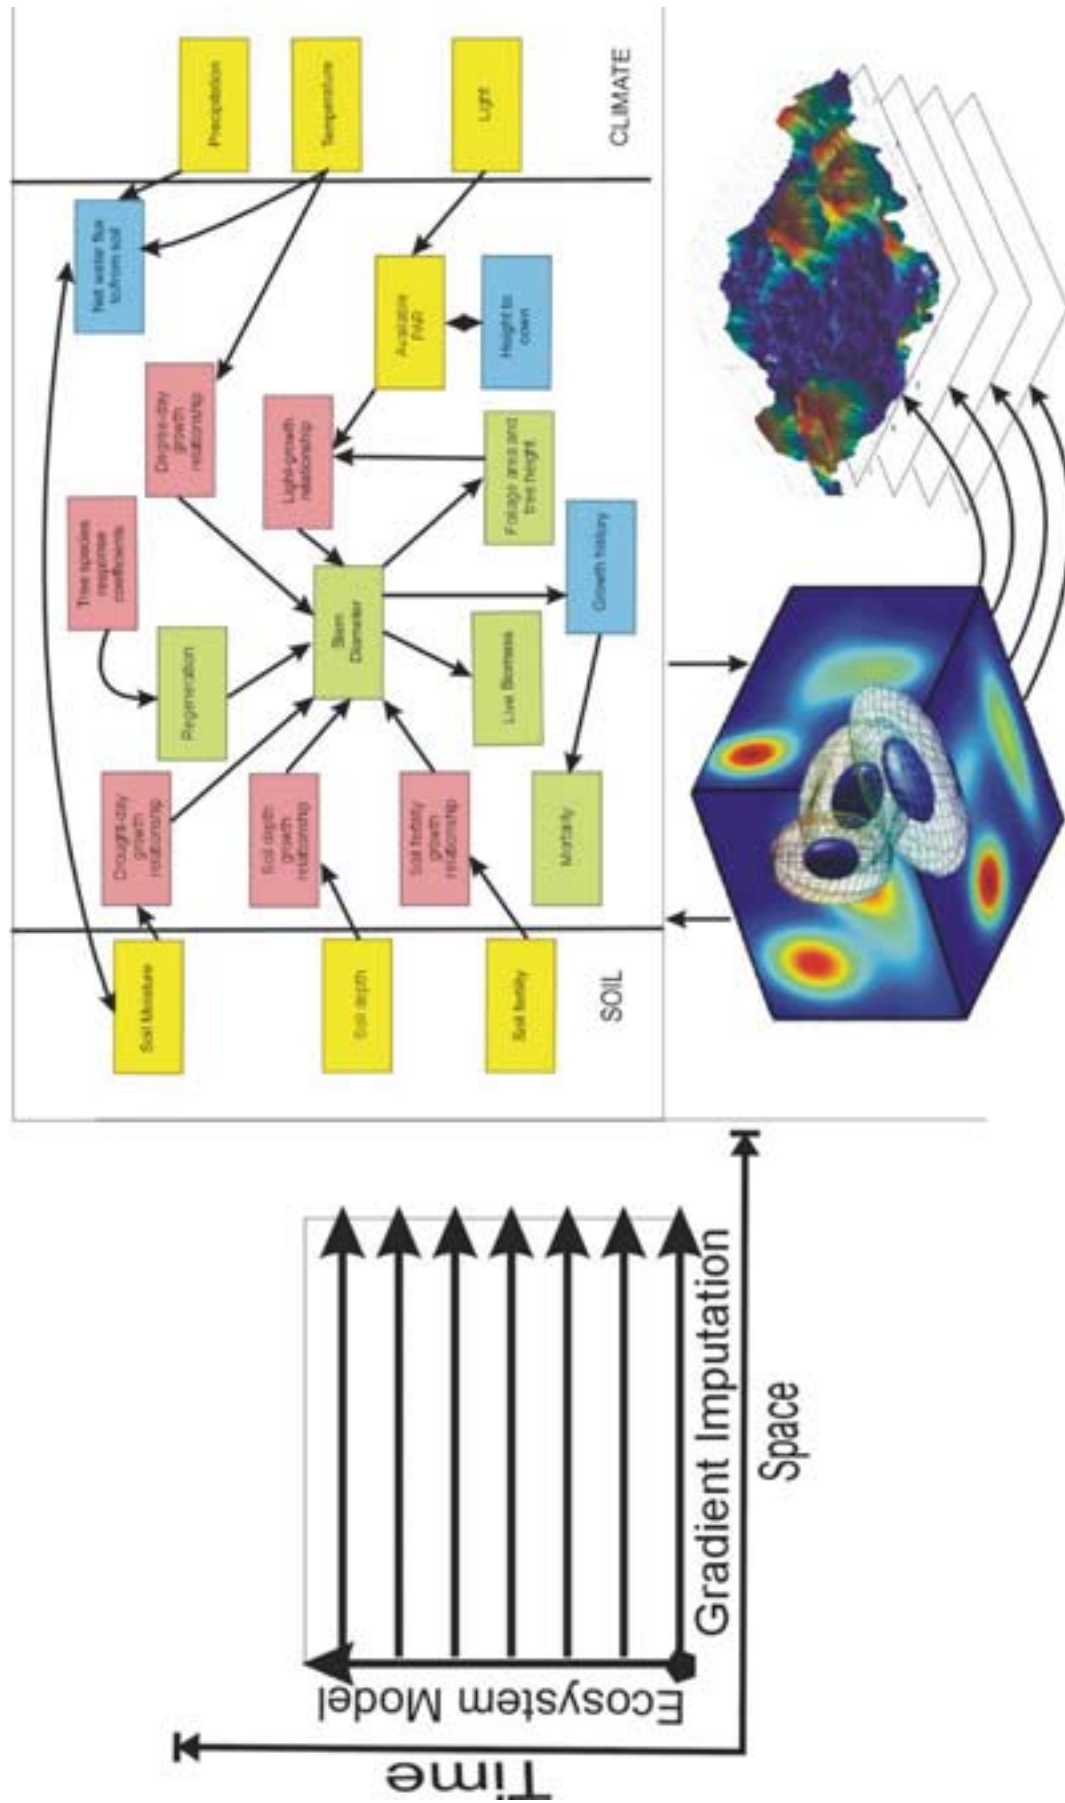 Precipitation
Temperature
Light
CLIMATE
Net water flux
to/from soil
Degree-day
growth
relationship
Available
PAR
Height to
Light-growth
relationship
Foliage area and
tree height
Tree species
response
coefficients
Regeneration
Stem
Diameter
Live Biomass
Growth history
Drought-day
growth
relationship
Soil depth
growth
relationship
Soil fertility
growth
relationship
Mortality
Soil Moisture
Soil depth
Soil fertility
SOIL
Time
Ecosystem Model
Gradient Imputation
Space